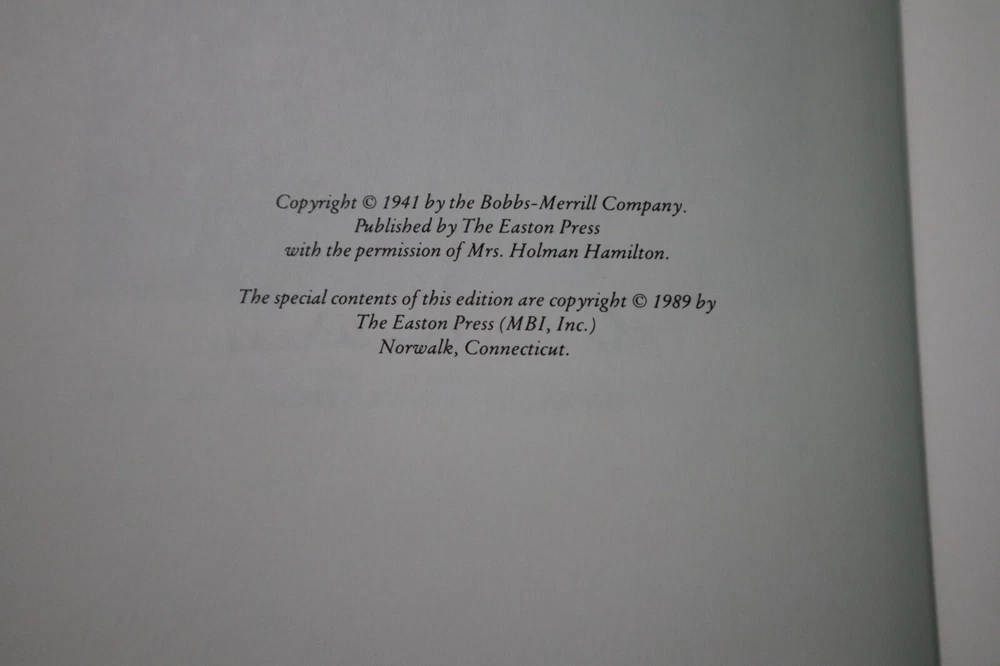 Copyright © 1941 by the Bobbs-Merrill Company.
Published by The Easton Press
with the permission of Mrs. Holman Hamilton.
The special contents of this edition are copyright © 1989 by
The Easton Press (MBI, Inc.)
Norwalk, Connecticut.